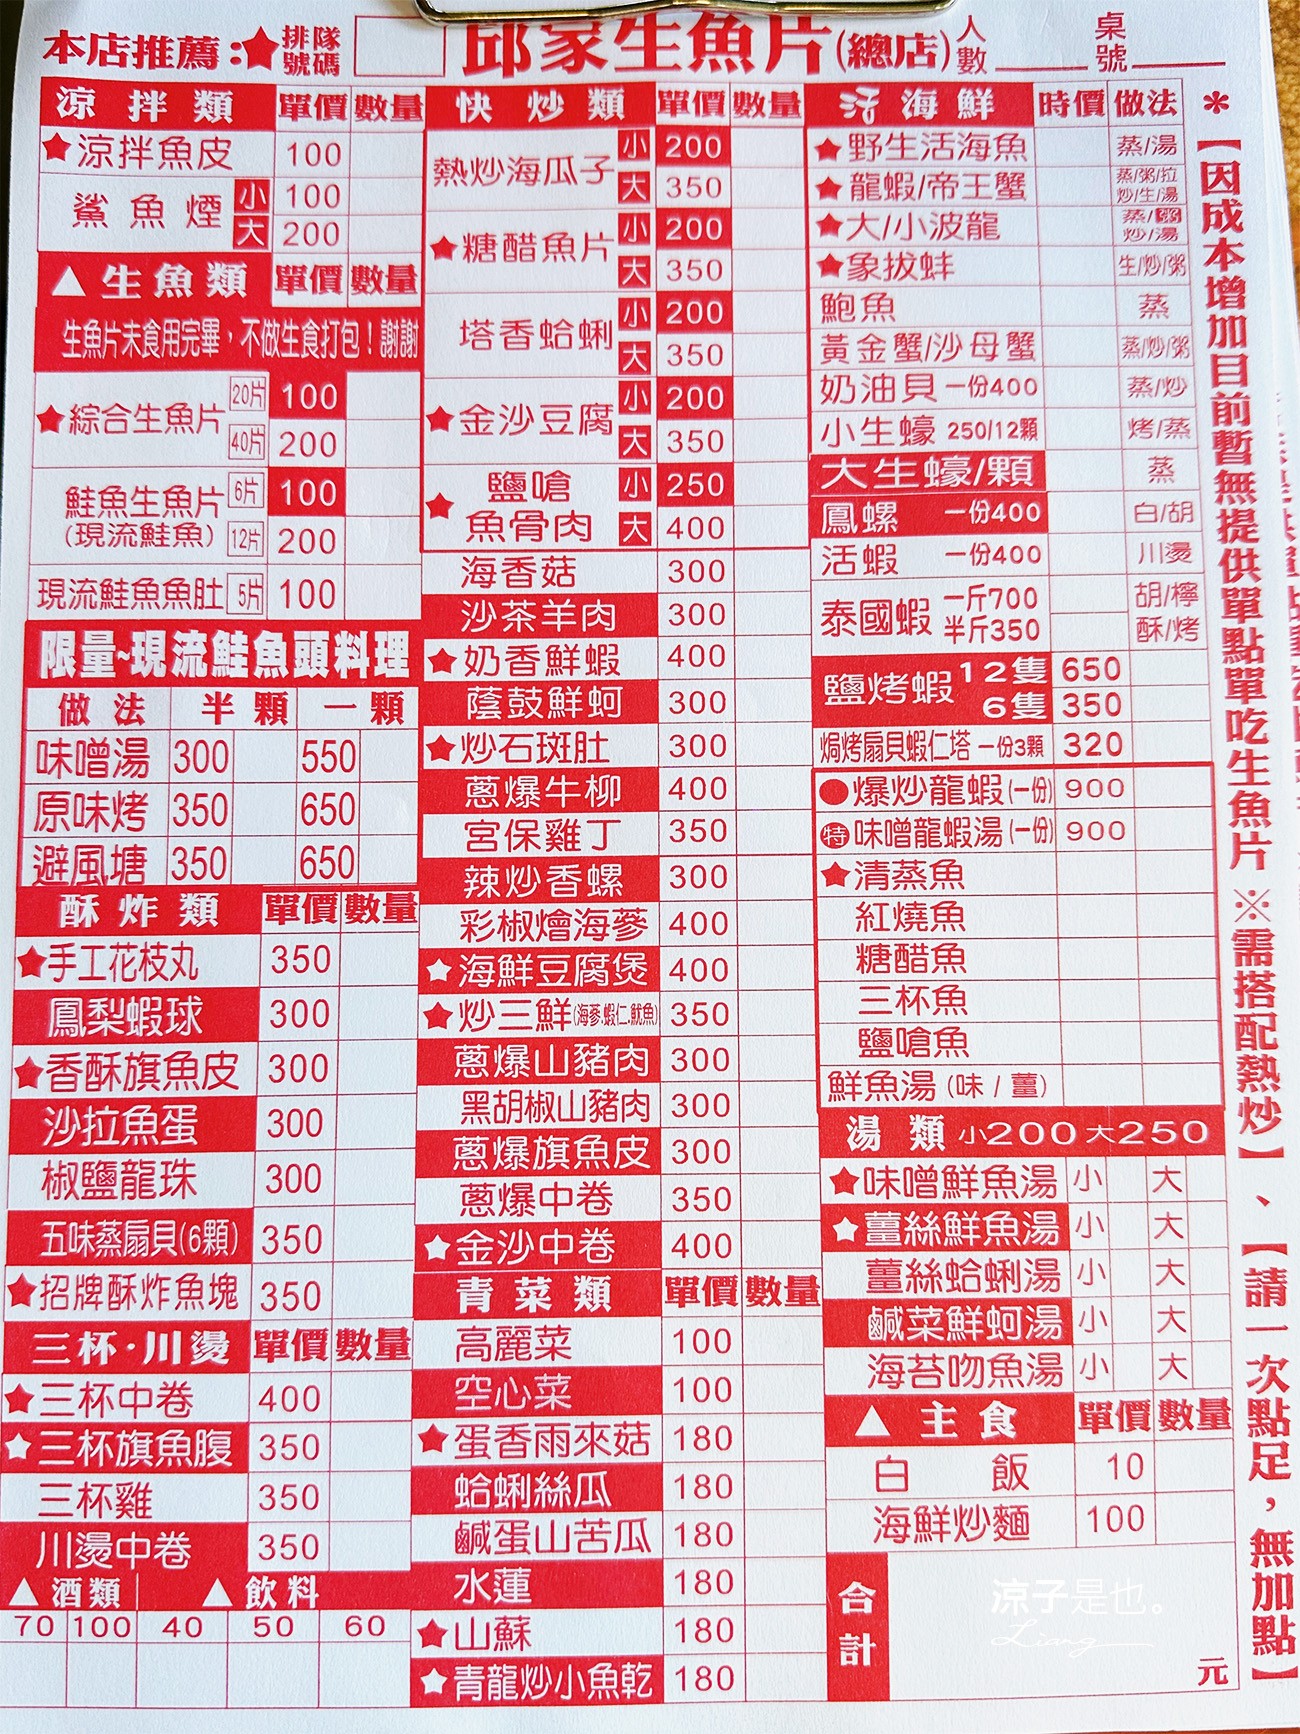 本店推薦:★ 排隊號碼 邱家生魚片(總店) 人數 桌號
涼拌類 單價 數量
★涼拌魚皮 100
鯊魚煙 小 100
大 200
▲生魚類 單價 數量
生魚片未食用完畢，不做生食打包！謝謝
★綜合生魚片 20片 100
40片 200
鮭魚生魚片(現流鮭魚) 6片 100
12片 200
現流鮭魚魚肚 5片 100
限量~現流鮭魚頭料理
做法 半顆 一顆
味噌湯 300 550
原味烤 350 650
避風塘 350 650
酥炸類 單價 數量
★手工花枝丸 350
鳳梨蝦球 300
★香酥旗魚皮 300
沙拉魚蛋 300
椒鹽龍珠 300
五味蒸扇貝(6顆) 350
★招牌酥炸魚塊 350
三杯·川燙 單價 數量
★三杯中卷 400
★三杯旗魚腹 350
三杯雞 350
川燙中卷 350
▲酒類 ▲飲料
70 100 40 50 60
快炒類 單價 數量
熱炒海瓜子 小 200
大 350
★糖醋魚片 小 200
大 350
塔香蛤蜊 小 200
大 350
★金沙豆腐 小 200
大 350
★鹽嗆魚骨肉 小 250
大 400
海香菇 300
沙茶羊肉 300
★奶香鮮蝦 400
蔭鼓鮮蚵 300
★炒石斑肚 300
蔥爆牛柳 400
宮保雞丁 350
辣炒香螺 300
彩椒燴海蔘 400
★海鮮豆腐煲 400
★炒三鮮(海蔘.蝦仁.魷魚) 350
蔥爆山豬肉 300
黑胡椒山豬肉 300
蔥爆旗魚皮 300
蔥爆中卷 350
★金沙中卷 400
青菜類 單價 數量
高麗菜 100
空心菜 100
★蛋香雨來菇 180
蛤蜊絲瓜 180
鹹蛋山苦瓜 180
水蓮 180
★山蘇 180
★青龍炒小魚乾 180
活海鮮 時價 做法
★野生活海魚 蒸/湯
★龍蝦/帝王蟹 蒸/粥/拉
炒/生/湯
★大/小波龍 蒸/粥
炒/湯
★象拔蚌 生/炒/粥
鮑魚 蒸
黃金蟹/沙母蟹 蒸/炒/粥
奶油貝 一份400 蒸/炒
小生蠔 250/12顆 烤/蒸
大生蠔/顆 蒸
鳳螺 一份400 白/胡
活蝦 一份400 川燙
泰國蝦 一斤700 胡/檸
半斤350 酥/烤
鹽烤蝦 12隻 650
6隻 350
焗烤扇貝蝦仁塔 一份3顆 320
●爆炒龍蝦(一份) 900
特 味噌龍蝦湯(一份) 900
★清蒸魚
紅燒魚
糖醋魚
三杯魚
鹽嗆魚
鮮魚湯(味/薑)
湯類 小200 大250
★味噌鮮魚湯 小 大
★薑絲鮮魚湯 小 大
薑絲蛤蜊湯 小 大
鹹菜鮮蚵湯 小 大
海苔吻魚湯 小 大
▲主食 單價 數量
白飯 10
海鮮炒麵 100
合計 元
＊【因成本增加目前暫無提供單點單吃生魚片※需搭配熱炒】、【請一次點足，無加點】
涼子是也。
Liang